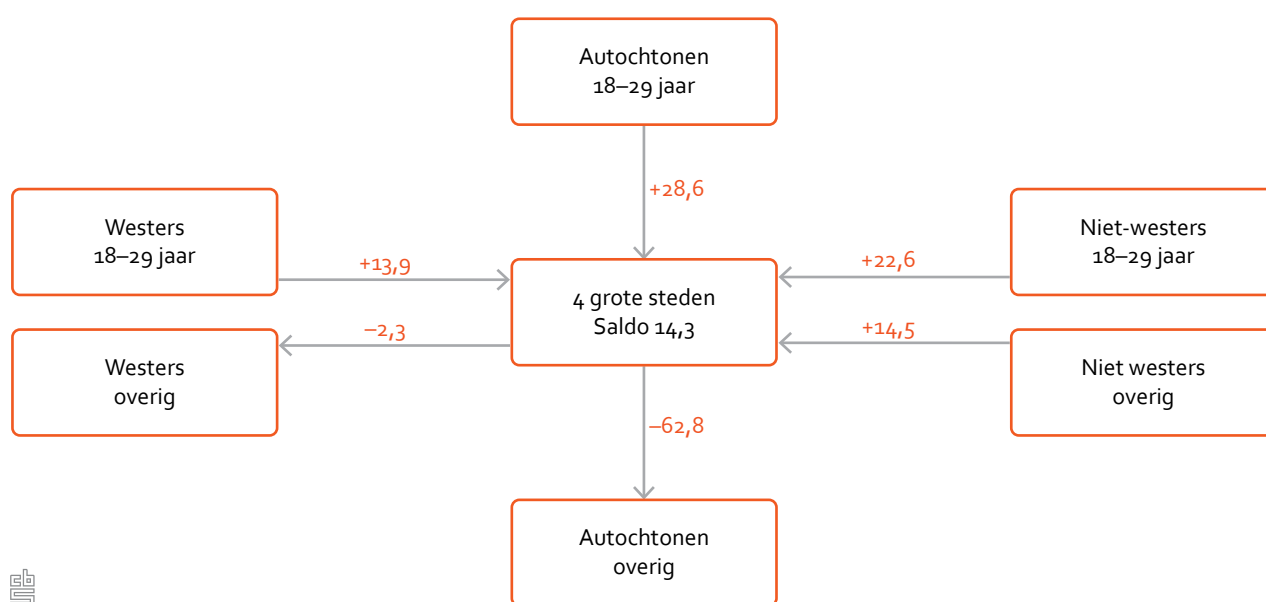 Autochtonen
18–29 jaar
+28,6
Westers
18–29 jaar
+13,9
Niet-westers
18–29 jaar
+22,6
4 grote steden
Saldo 14,3
Westers
overig
–2,3
Niet westers
overig
+14,5
–62,8
Autochtonen
overig